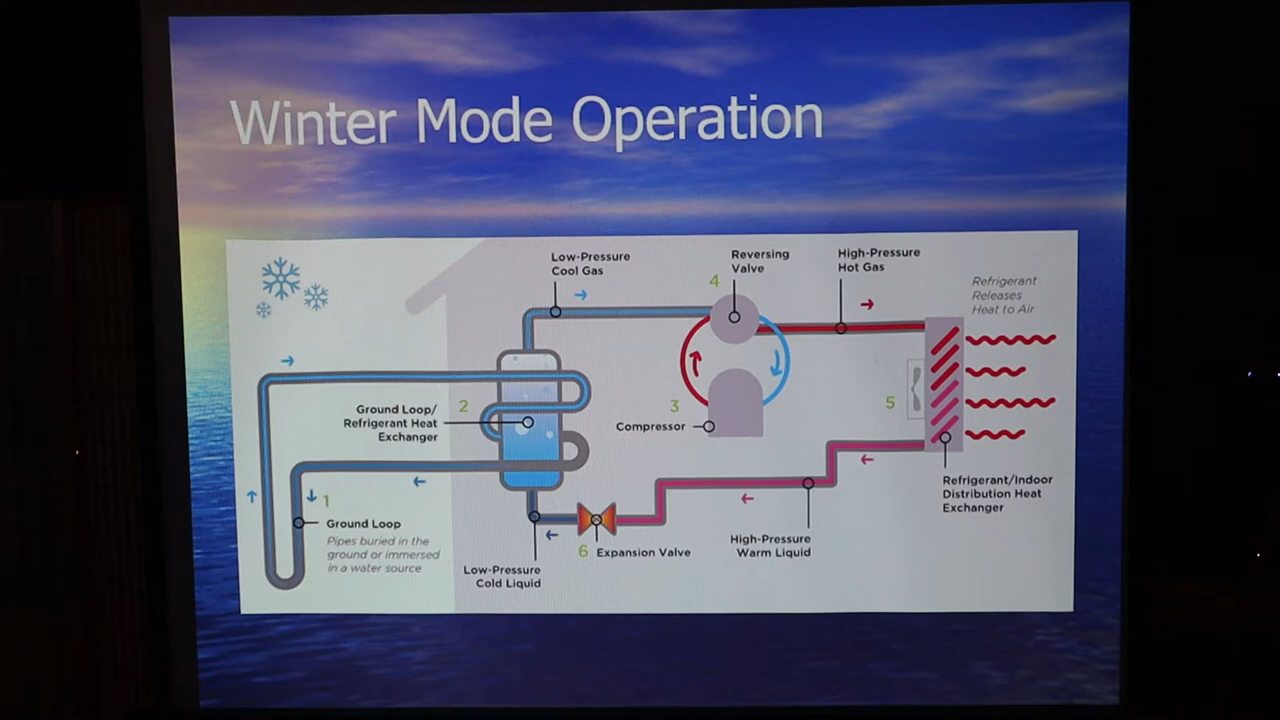 Winter Mode Operation
Low-Pressure
Cool Gas
4
Reversing
Valve
High-Pressure
Hot Gas
Refrigerant
Releases
Heat to Air
2
Ground Loop/
Refrigerant Heat
Exchanger
3
Compressor
5
1
Ground Loop
Pipes buried in the
ground or immersed
in a water source
Low-Pressure
Cold Liquid
6
Expansion Valve
High-Pressure
Warm Liquid
Refrigerant/Indoor
Distribution Heat
Exchanger